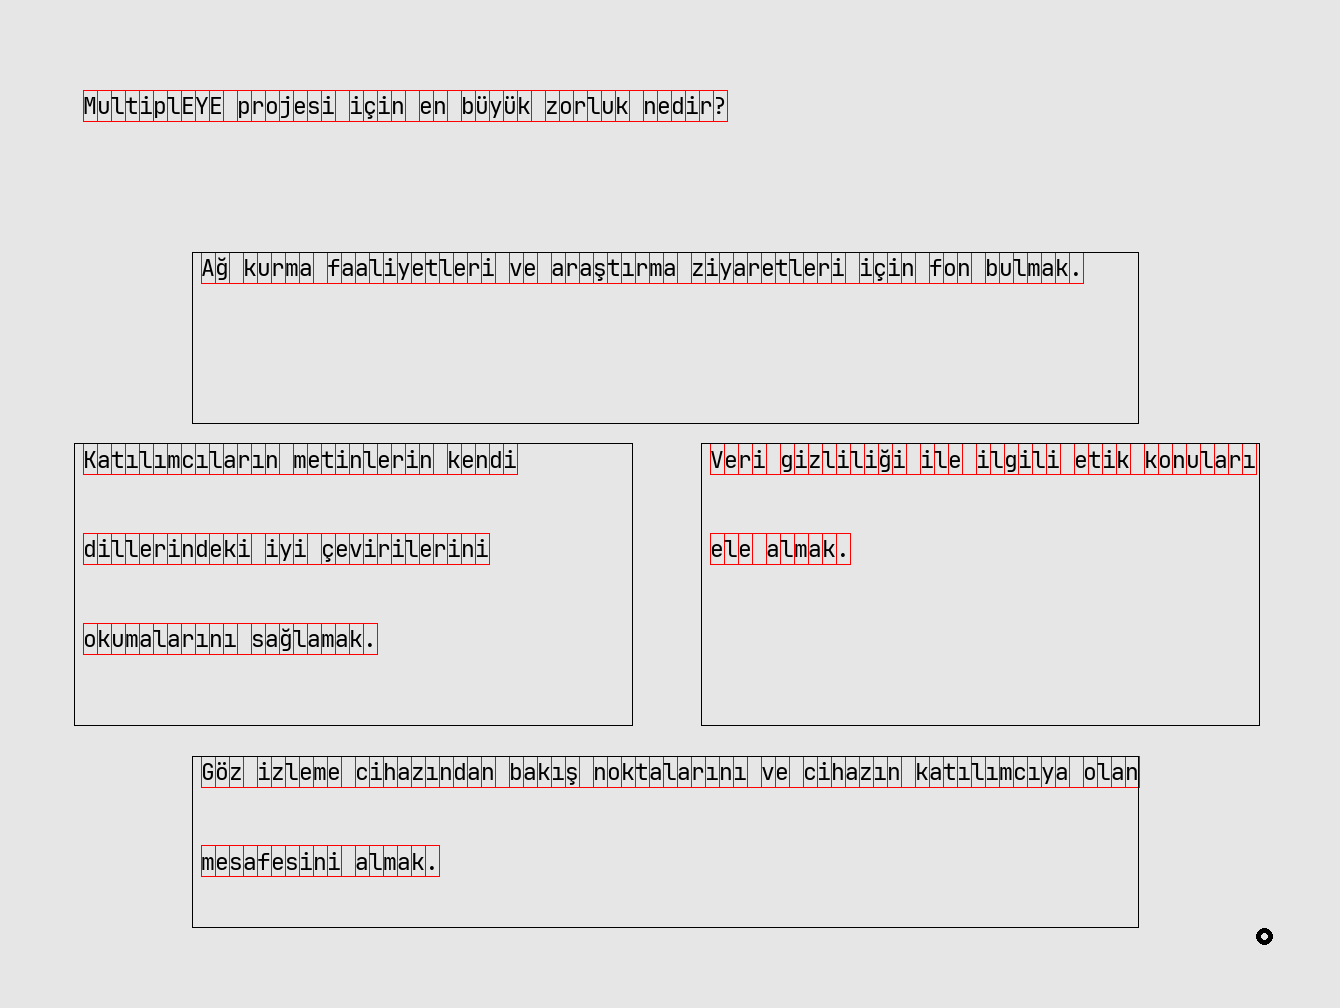 MultiplEYE projesi için en büyük zorluk nedir?
Ağ kurma faaliyetleri ve araştırma ziyaretleri için fon bulmak.
Katılımcıların metinlerin kendi
dillerindeki iyi çevirilerini
okumalarını sağlamak.
Veri gizliliği ile ilgili etik konuları
ele almak.
Göz izleme cihazından bakış noktalarını ve cihazın katılımcıya olan
mesafesini almak.